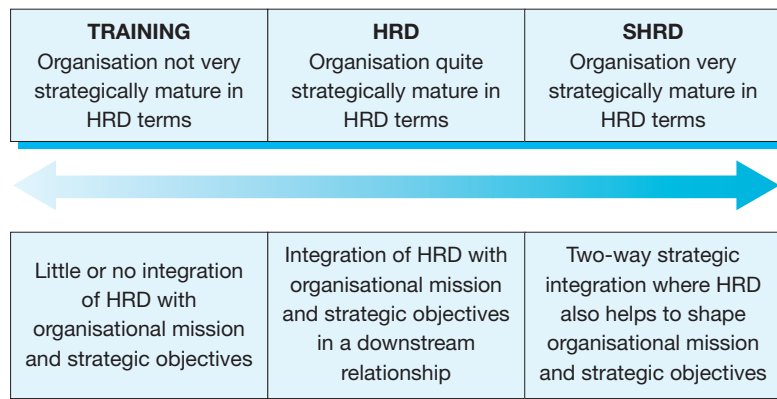 TRAINING
Organisation not very
strategically mature in
HRD terms
HRD
Organisation quite
strategically mature in
HRD terms
SHRD
Organisation very
strategically mature in
HRD terms
Little or no integration
of HRD with
organisational mission
and strategic objectives
Integration of HRD with
organisational mission
and strategic objectives
in a downstream
relationship
Two-way strategic
integration where HRD
also helps to shape
organisational mission
and strategic objectives